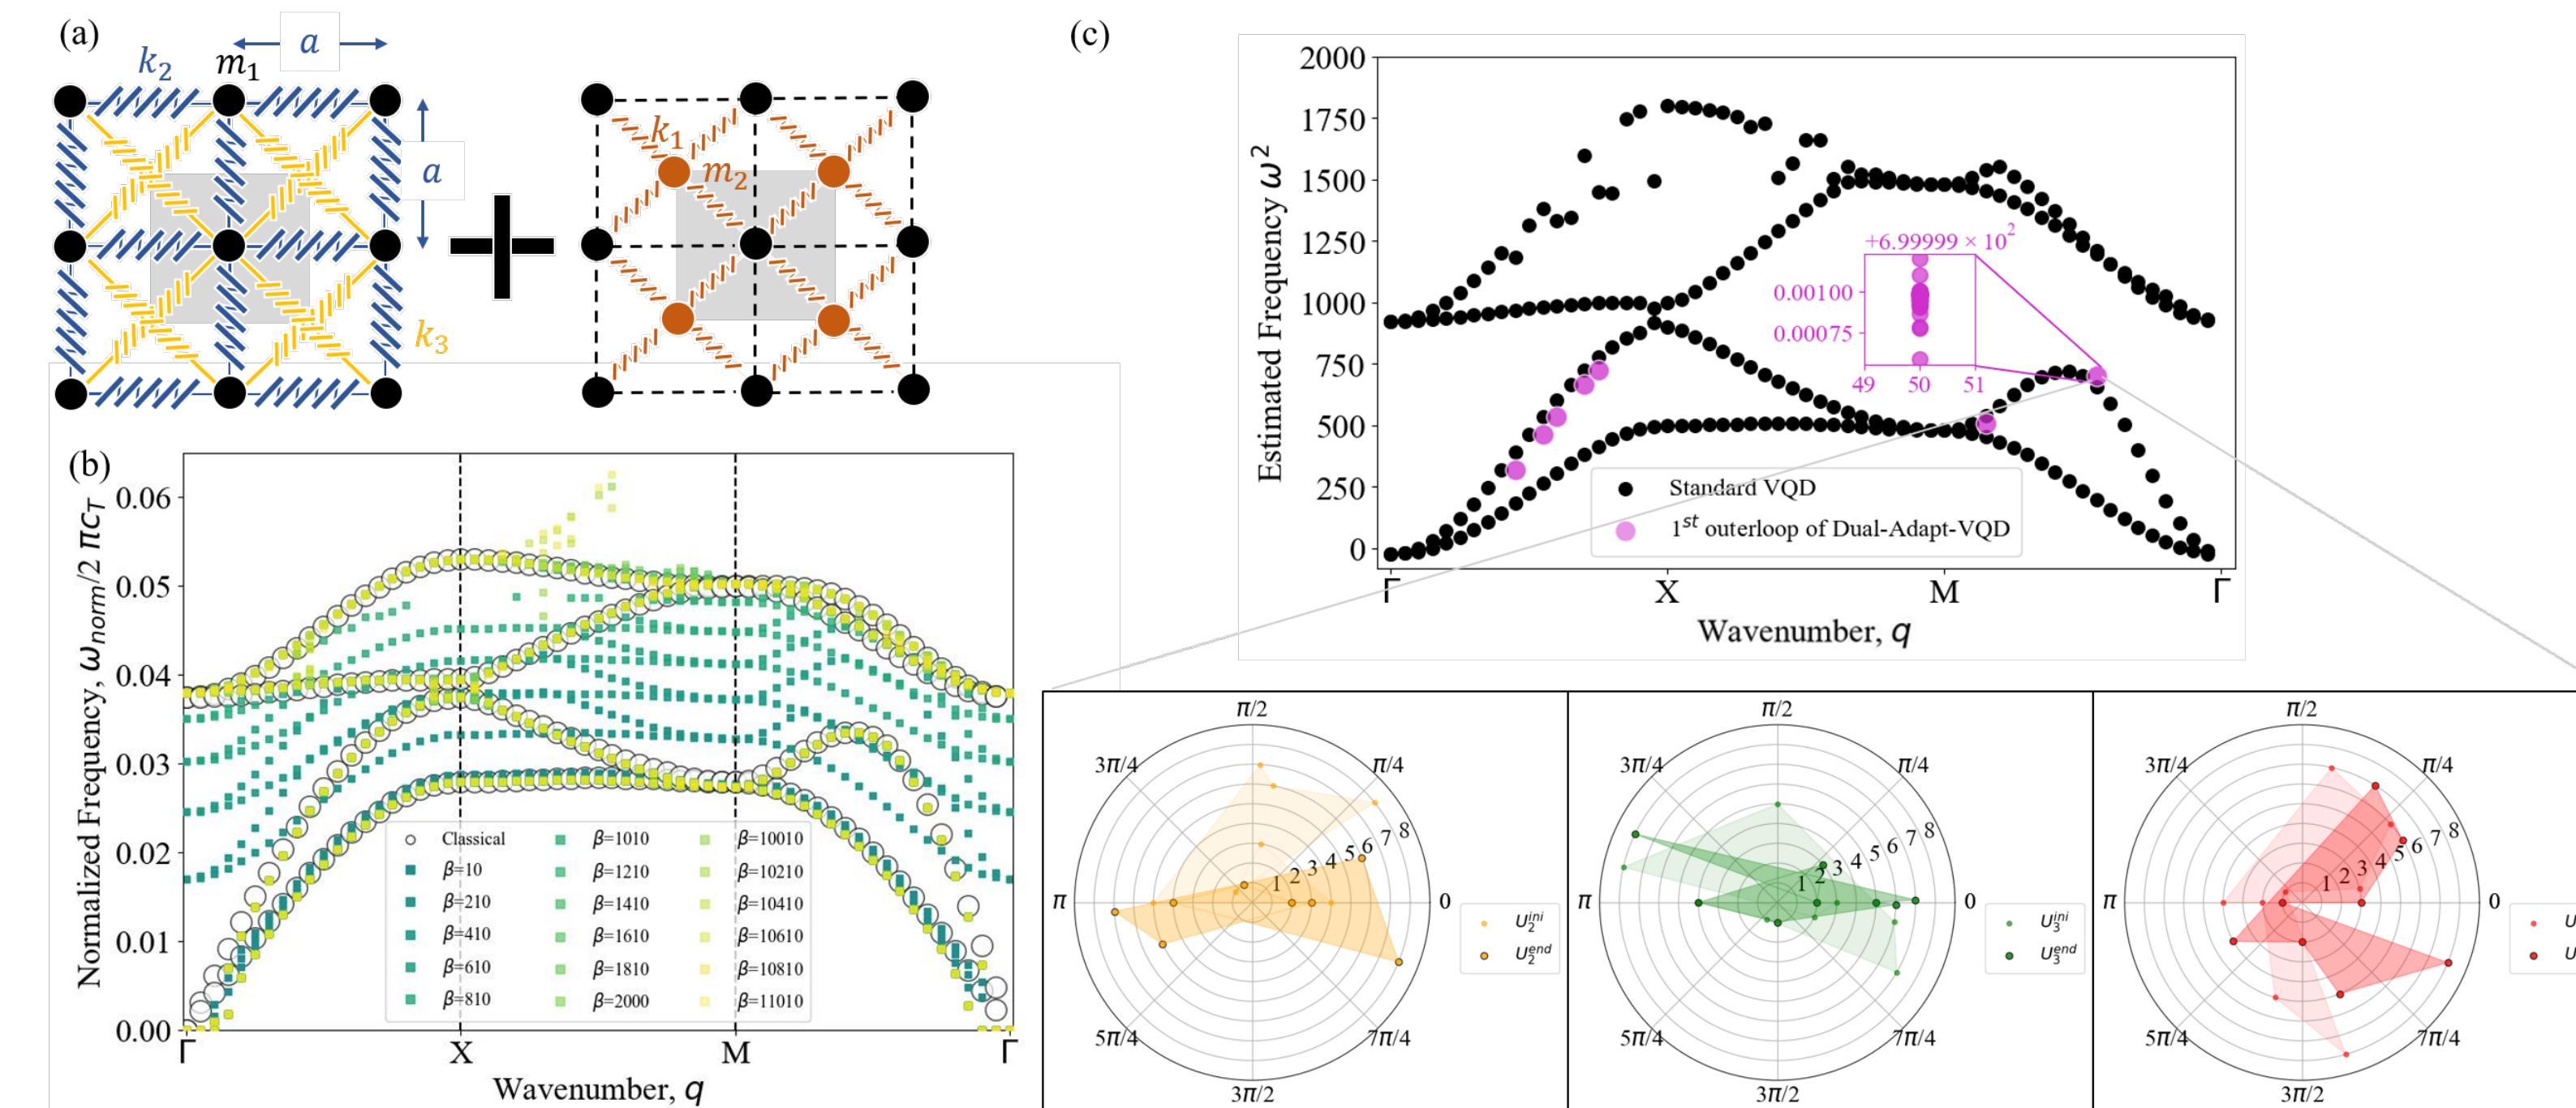 (a)
a
k₂
m₁
a
k₃
k₁
m₂
(b)
Normalized Frequency, ω_norm/2 πc_T
0.06
0.05
0.04
0.03
0.02
0.01
0.00
Classical
β=10
β=210
β=410
β=610
β=810
β=1010
β=1210
β=1410
β=1610
β=1810
β=2000
β=10010
β=10210
β=10410
β=10610
β=10810
β=11010
Γ X M Γ
Wavenumber, q
(c)
Estimated Frequency ω²
2000
1750
1500
1250
1000
750
500
250
0
+6.99999 × 10²
0.00100
0.00075
49 50 51
Standard VQD
1ˢᵗ outerloop of Dual-Adapt-VQD
Γ X M Γ
Wavenumber, q
π/2
3π/4 π/4
π 1 2 3 4 5 6 7 8 0
5π/4 7π/4
3π/2
U₂ⁱⁿⁱ
U₂ᵉⁿᵈ
π/2
3π/4 π/4
π 1 2 3 4 5 6 7 8 0
5π/4 7π/4
3π/2
U₃ⁱⁿⁱ
U₃ᵉⁿᵈ
π/2
3π/4 π/4
π 1 2 3 4 5 6 7 8 0
5π/4 7π/4
3π/2
U
U